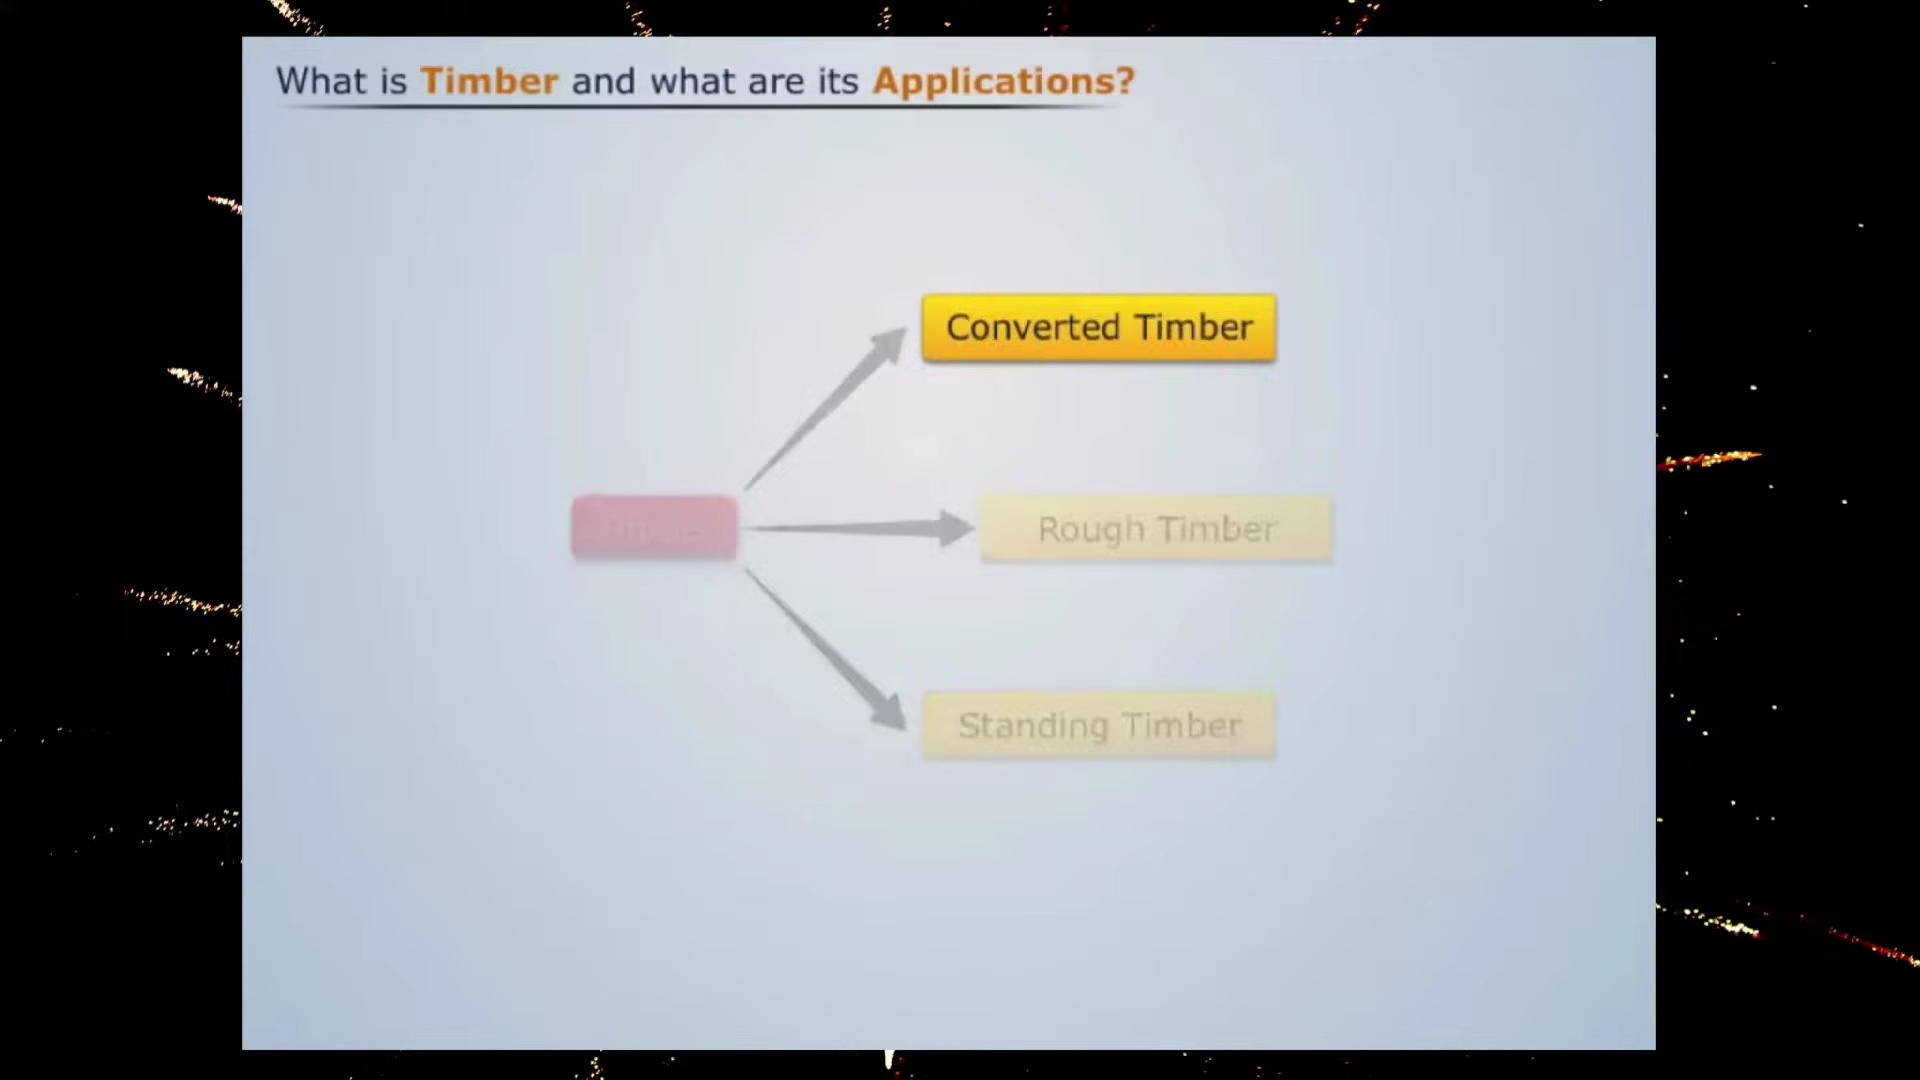 What is Timber and what are its Applications?
Converted Timber
Rough Timber
Standing Timber